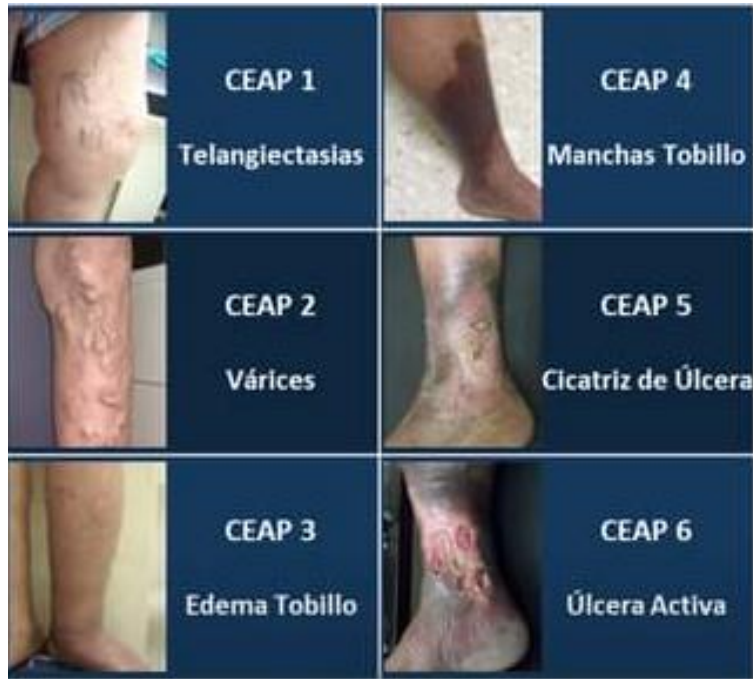 CEAP 1
Telangiectasias
CEAP 4
Manchas Tobillo
CEAP 2
Várices
CEAP 5
Cicatriz de Úlcera
CEAP 3
Edema Tobillo
CEAP 6
Úlcera Activa